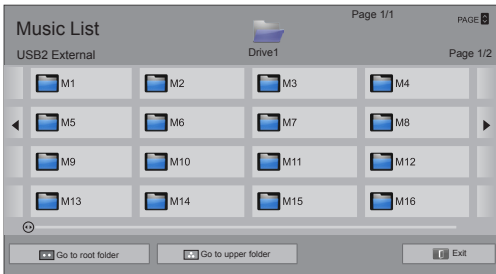 Page 1/1
PAGE
Music List
USB2 External
Drive1
Page 1/2
M1 M2 M3 M4
M5 M6 M7 M8
M9 M10 M11 M12
M13 M14 M15 M16
Go to root folder Go to upper folder Exit